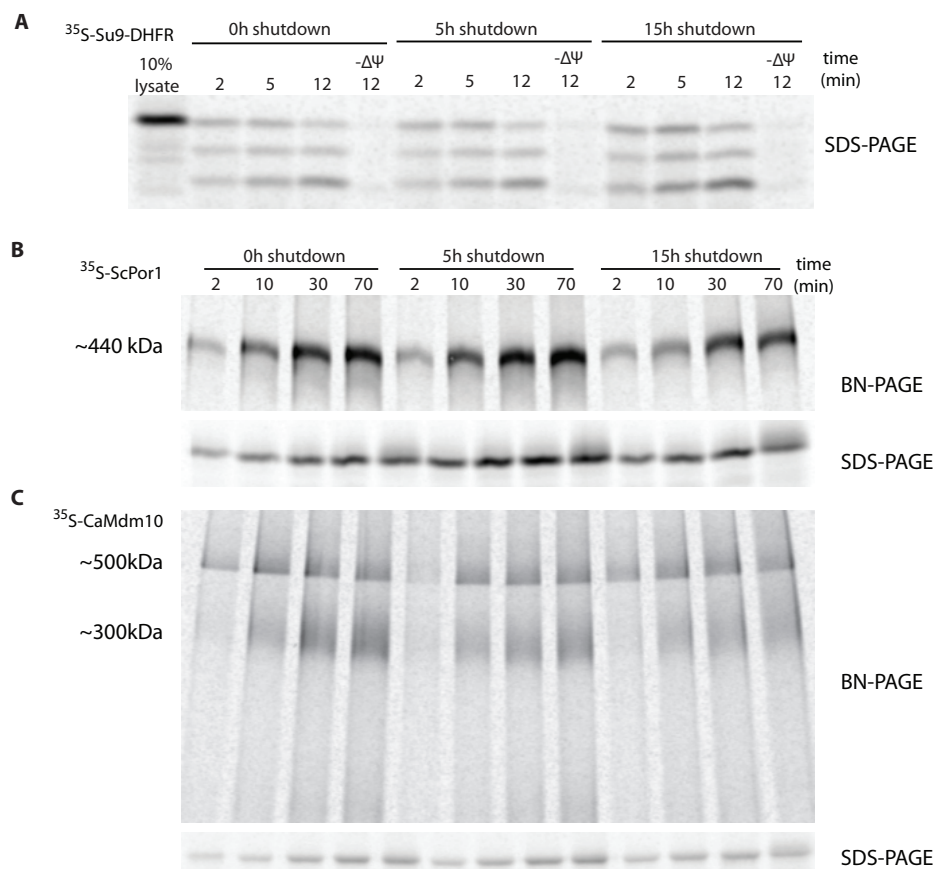 A
35S-Su9-DHFR
0h shutdown 5h shutdown 15h shutdown
10% lysate 2 5 12 -ΔΨ 12 2 5 12 -ΔΨ 12 2 5 12 -ΔΨ 12 time (min)
SDS-PAGE
B
35S-ScPor1
0h shutdown 5h shutdown 15h shutdown
2 10 30 70 2 10 30 70 2 10 30 70 time (min)
~440 kDa
BN-PAGE
SDS-PAGE
C
35S-CaMdm10
~500kDa
~300kDa
BN-PAGE
SDS-PAGE